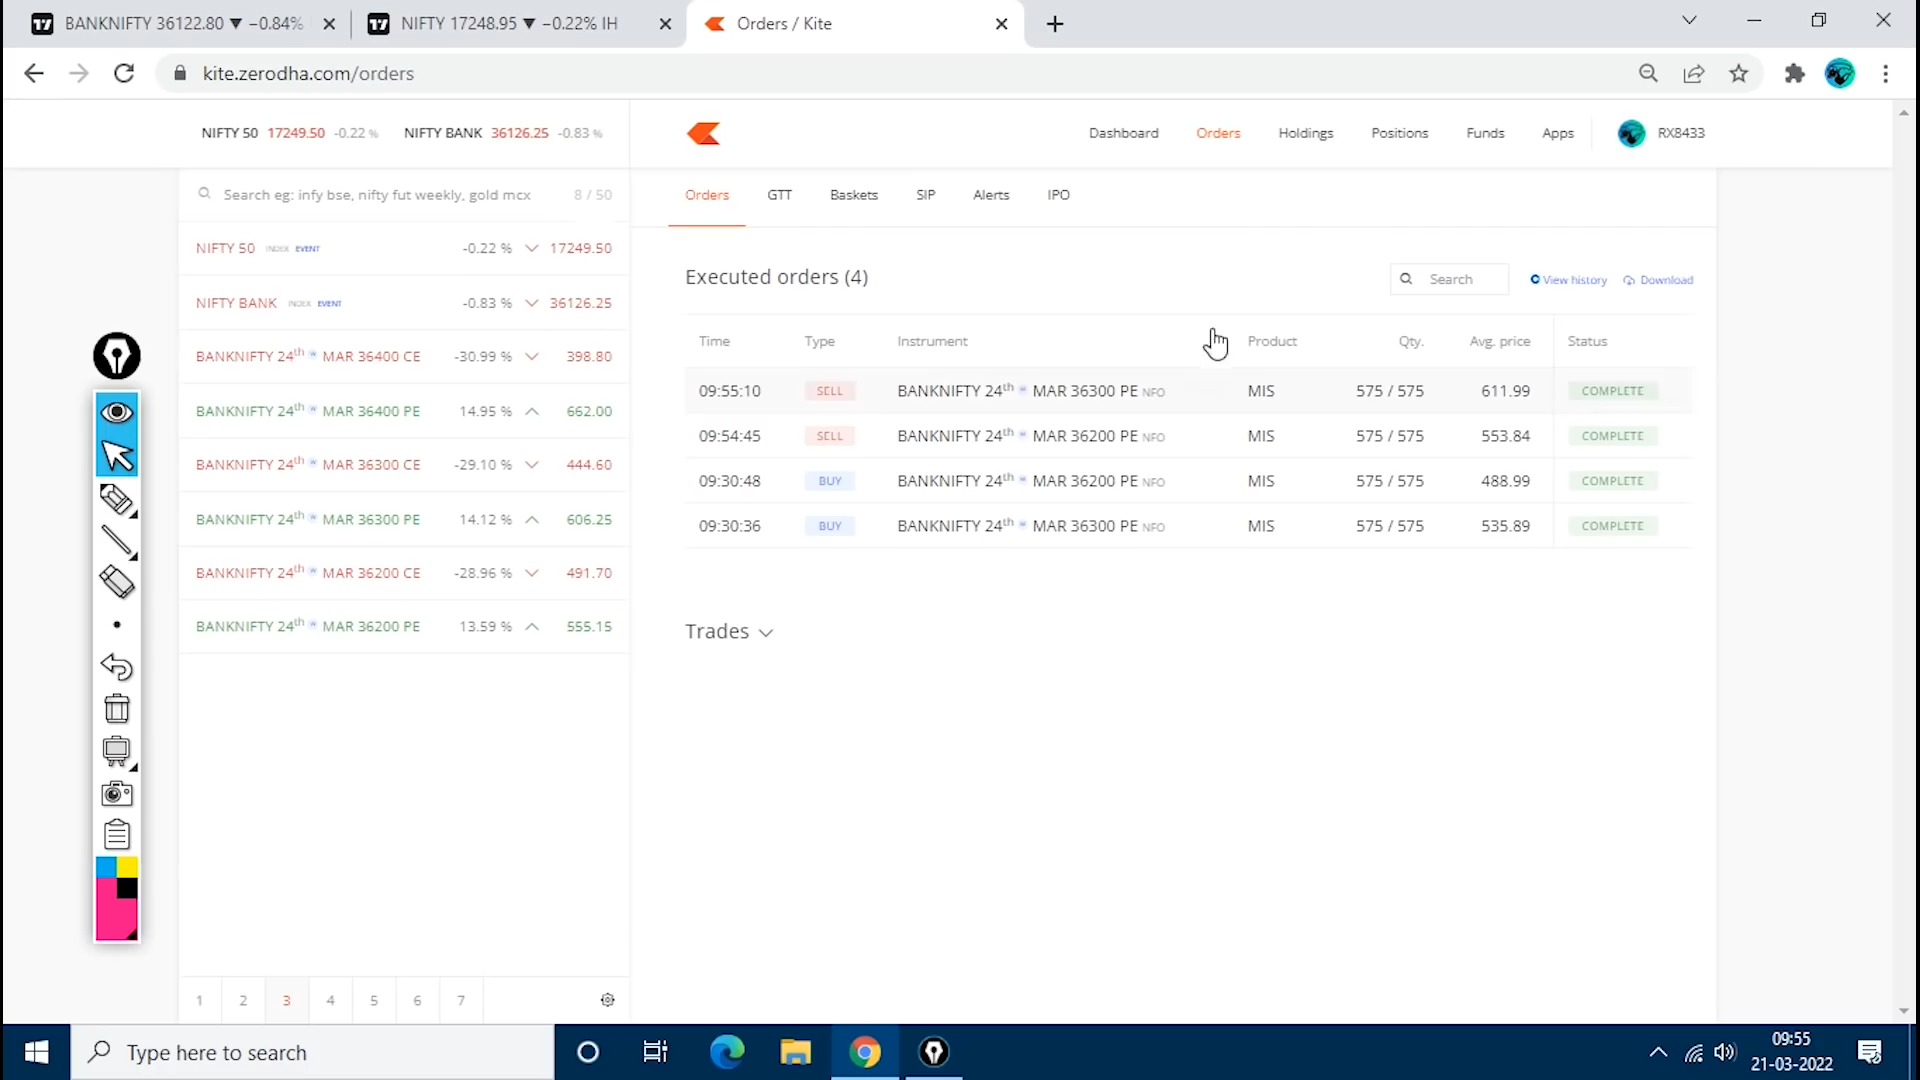 BANKNIFTY 36122.80 ▼ −0.84%
NIFTY 17248.95 ▼ −0.22% IH
Orders / Kite
kite.zerodha.com/orders
NIFTY 50 17249.50 -0.22 % NIFTY BANK 36126.25 -0.83 %
Dashboard Orders Holdings Positions Funds Apps RX8433
Search eg: infy bse, nifty fut weekly, gold mcx 8 / 50
Orders GTT Baskets SIP Alerts IPO
NIFTY 50 INDEX EVENT -0.22 % 17249.50
NIFTY BANK INDEX EVENT -0.83 % 36126.25
BANKNIFTY 24th w MAR 36400 CE -30.99 % 398.80
BANKNIFTY 24th w MAR 36400 PE 14.95 % 662.00
BANKNIFTY 24th w MAR 36300 CE -29.10 % 444.60
BANKNIFTY 24th w MAR 36300 PE 14.12 % 606.25
BANKNIFTY 24th w MAR 36200 CE -28.96 % 491.70
BANKNIFTY 24th w MAR 36200 PE 13.59 % 555.15
1 2 3 4 5 6 7
Executed orders (4)
Search View history Download
Time Type Instrument Product Qty. Avg. price Status
09:55:10 SELL BANKNIFTY 24th w MAR 36300 PE NFO MIS 575 / 575 611.99 COMPLETE
09:54:45 SELL BANKNIFTY 24th w MAR 36200 PE NFO MIS 575 / 575 553.84 COMPLETE
09:30:48 BUY BANKNIFTY 24th w MAR 36200 PE NFO MIS 575 / 575 488.99 COMPLETE
09:30:36 BUY BANKNIFTY 24th w MAR 36300 PE NFO MIS 575 / 575 535.89 COMPLETE
Trades
Type here to search
09:55
21-03-2022